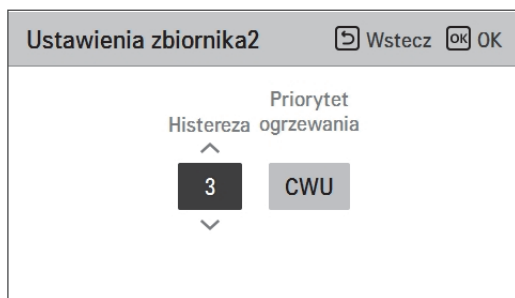 Ustawienia zbiornika2 Wstecz OK OK
Priorytet
Histereza ogrzewania
3 CWU